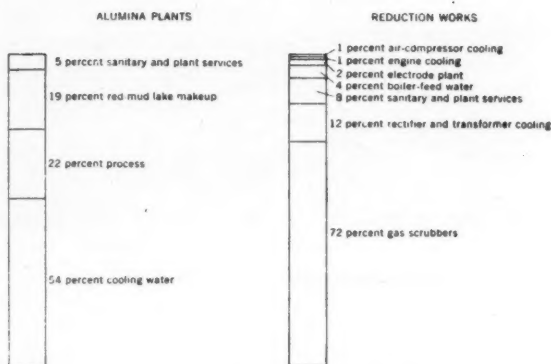 ALUMINA PLANTS
5 percent sanitary and plant services
19 percent red mud lake makeup
22 percent process
54 percent cooling water
REDUCTION WORKS
1 percent air-compressor cooling
1 percent engine cooling
2 percent electrode plant
4 percent boiler-feed water
8 percent sanitary and plant services
12 percent rectifier and transformer cooling
72 percent gas scrubbers